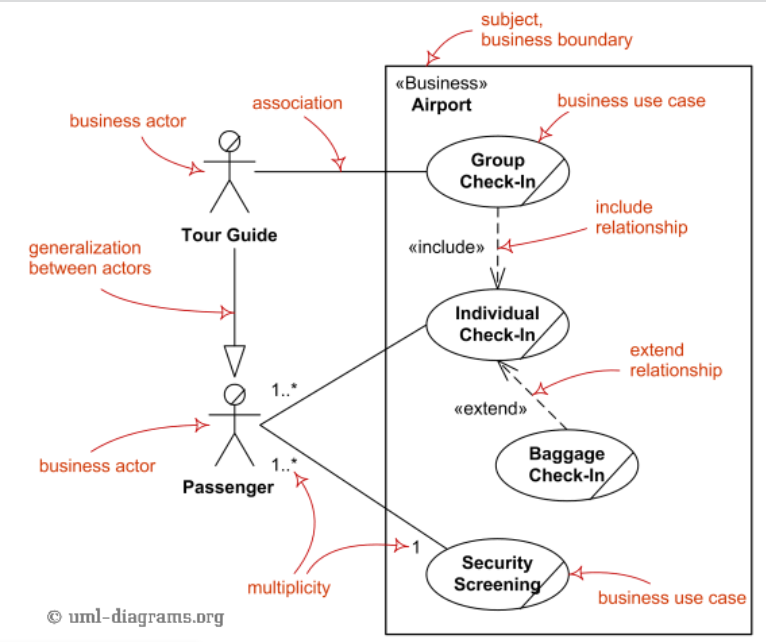 subject,
business boundary
«Business»
Airport
association
business use case
business actor
Group
Check-In
Tour Guide
include
relationship
«include»
generalization
between actors
Individual
Check-In
extend
relationship
1..*
«extend»
business actor
Passenger
1..*
Baggage
Check-In
1
multiplicity
Security
Screening
business use case
© uml-diagrams.org